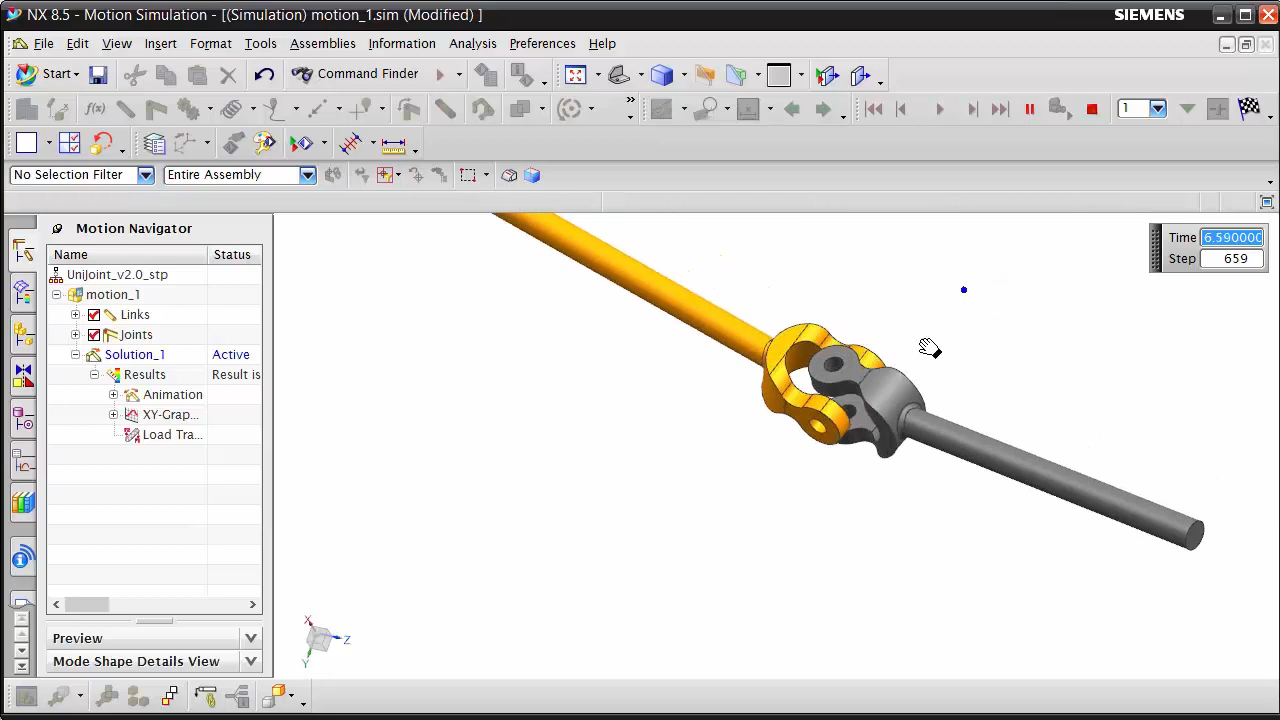 NX 8.5 - Motion Simulation - [(Simulation) motion_1.sim (Modified) ]
SIEMENS
File Edit View Insert Format Tools Assemblies Information Analysis Preferences Help
Start Command Finder
f(x) » 1
No Selection Filter Entire Assembly
Motion Navigator
Time 6.590000
Step 659
Name Status
UniJoint_v2.0_stp
motion_1
Links
Joints
Solution_1 Active
Results Result is
Animation
XY-Grap...
Load Tra...
Preview
Mode Shape Details View
X
Z
Y